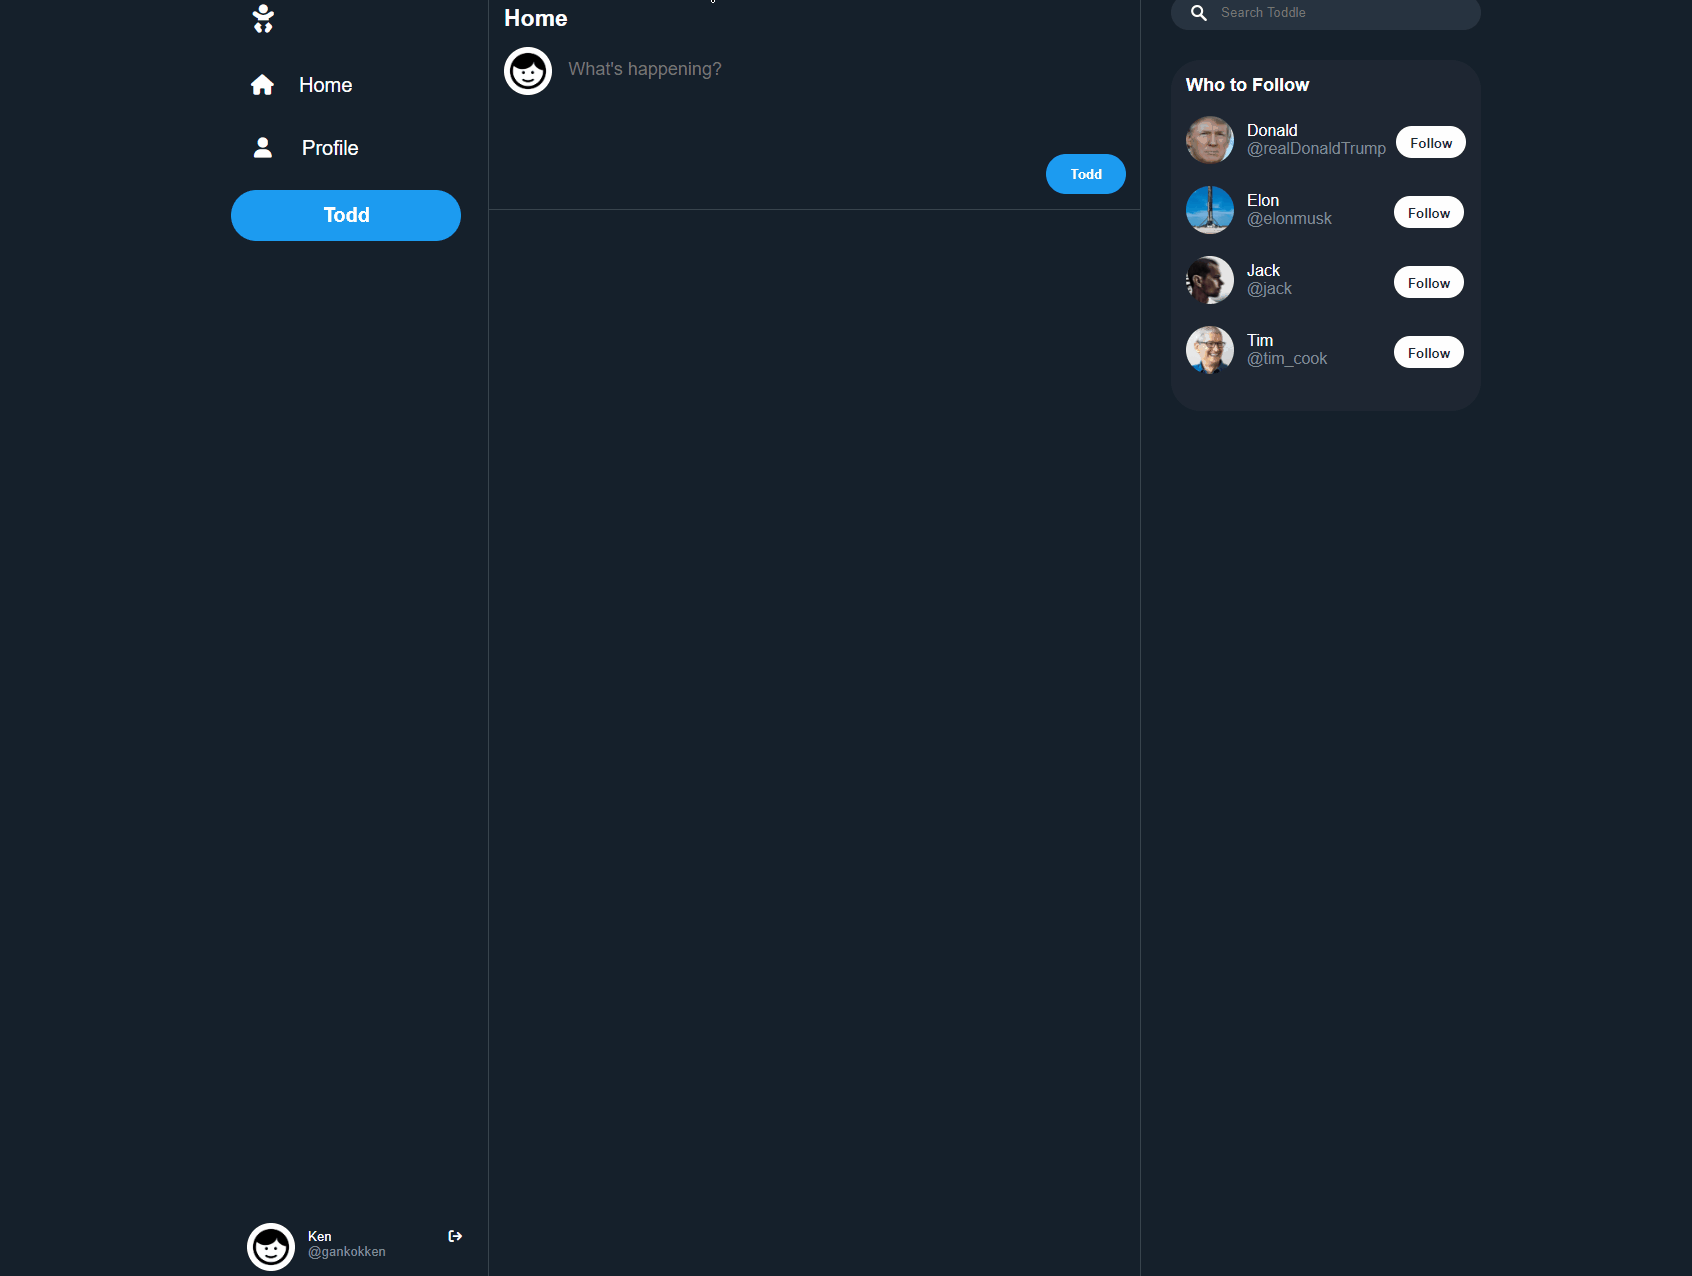 Home
Profile
Todd
Ken
@gankokken
Home
What's happening?
Todd
Search Toddle
Who to Follow
Donald
@realDonaldTrump
Follow
Elon
@elonmusk
Follow
Jack
@jack
Follow
Tim
@tim_cook
Follow